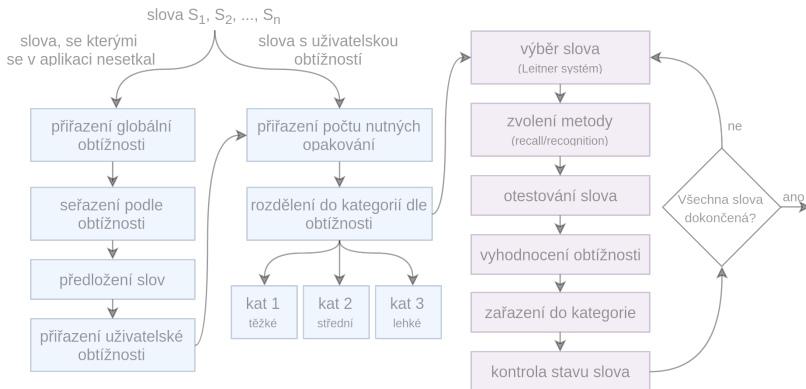 slova S1, S2, ..., Sn
slova, se kterými
se v aplikaci nesetkal
slova s uživatelskou
obtížností
přiřazení globální
obtížnosti
seřazení podle
obtížnosti
předložení slov
přiřazení uživatelské
obtížnosti
přiřazení počtu nutných
opakování
rozdělení do kategorií dle
obtížnosti
kat 1
těžké
kat 2
střední
kat 3
lehké
výběr slova
(Leitner systém)
zvolení metody
(recall/recognition)
otestování slova
vyhodnocení obtížnosti
zařazení do kategorie
kontrola stavu slova
ne
Všechna slova
dokončená?
ano